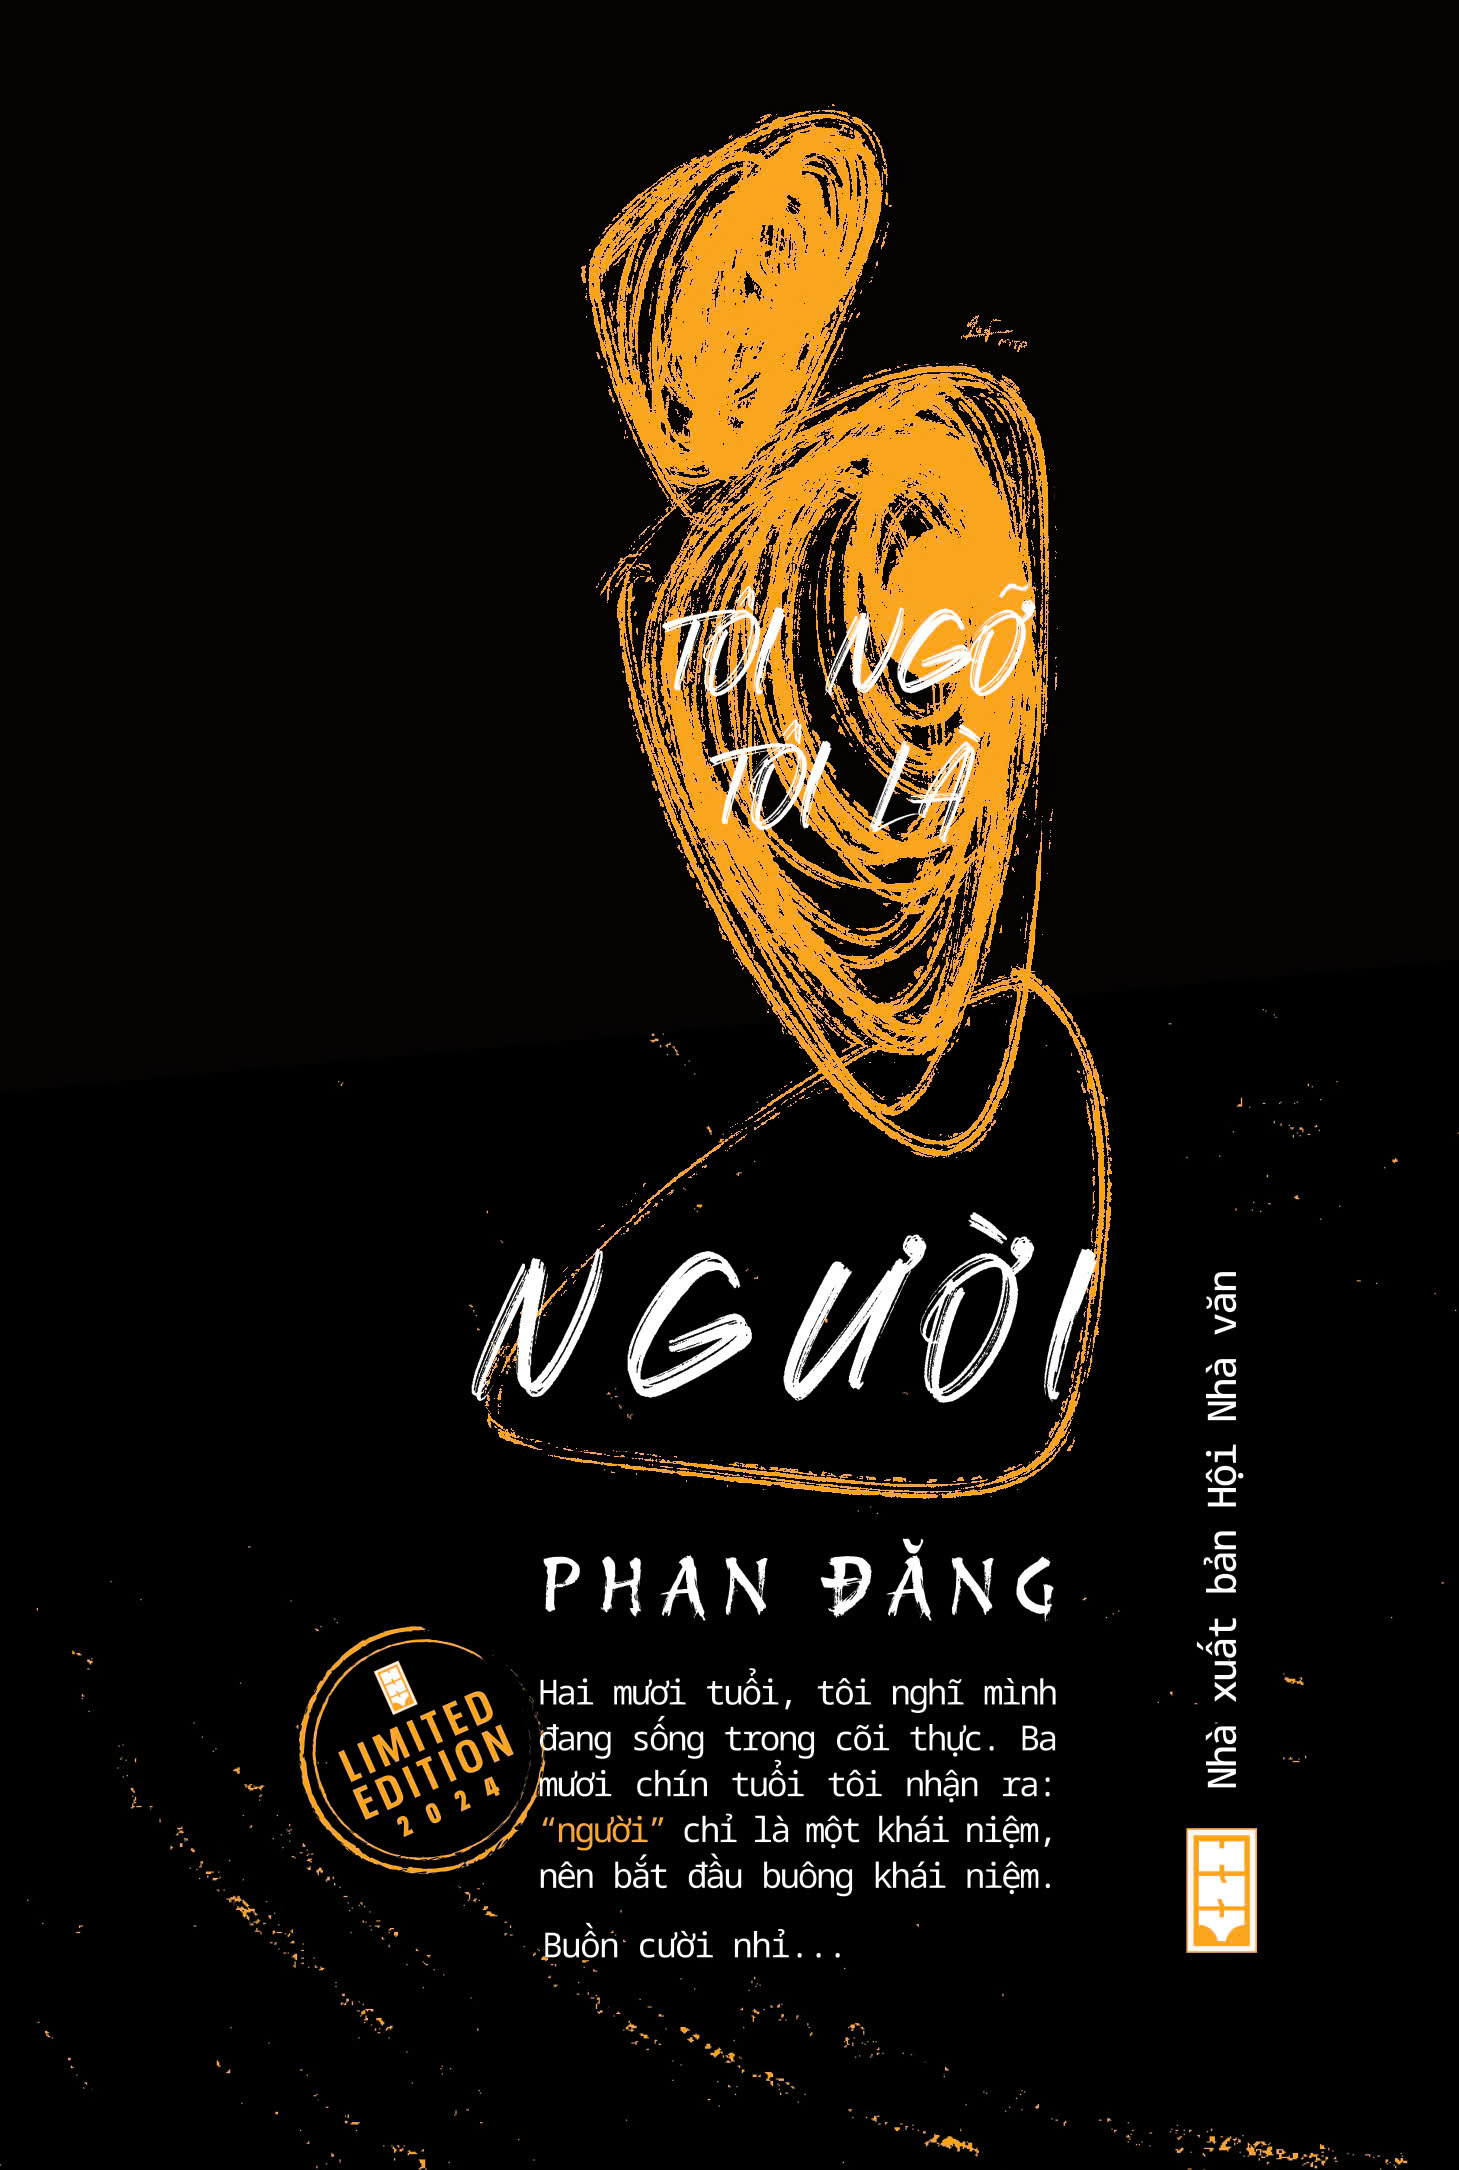 TÔI NGỠ
TÔI LÀ
NGƯỜI
PHAN ĐĂNG
LIMITED
EDITION
2024
Hai mươi tuổi, tôi nghĩ mình
đang sống trong cõi thực. Ba
mươi chín tuổi tôi nhận ra:
“người” chỉ là một khái niệm,
nên bắt đầu buông khái niệm.
Buồn cười nhỉ...
Nhà xuất bản Hội Nhà văn